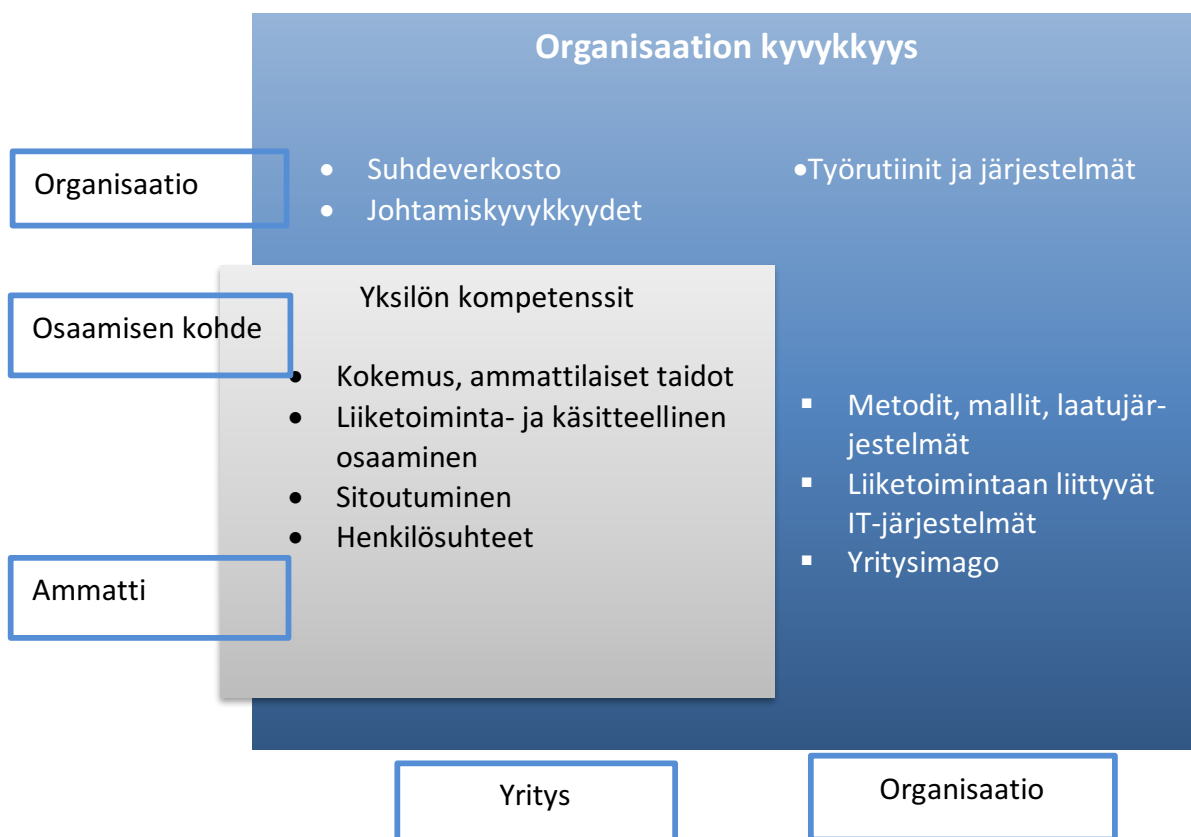 Organisaation kyvykkyys
Organisaatio
• Suhdeverkosto
• Johtamiskyvykkyydet
•Työrutiinit ja järjestelmät
Osaamisen kohde
Yksilön kompetenssit
• Kokemus, ammattilaiset taidot
• Liiketoiminta- ja käsitteellinen
osaaminen
• Sitoutuminen
• Henkilösuhteet
▪ Metodit, mallit, laatujär-
jestelmät
▪ Liiketoimintaan liittyvät
IT-järjestelmät
▪ Yritysimago
Ammatti
Yritys
Organisaatio